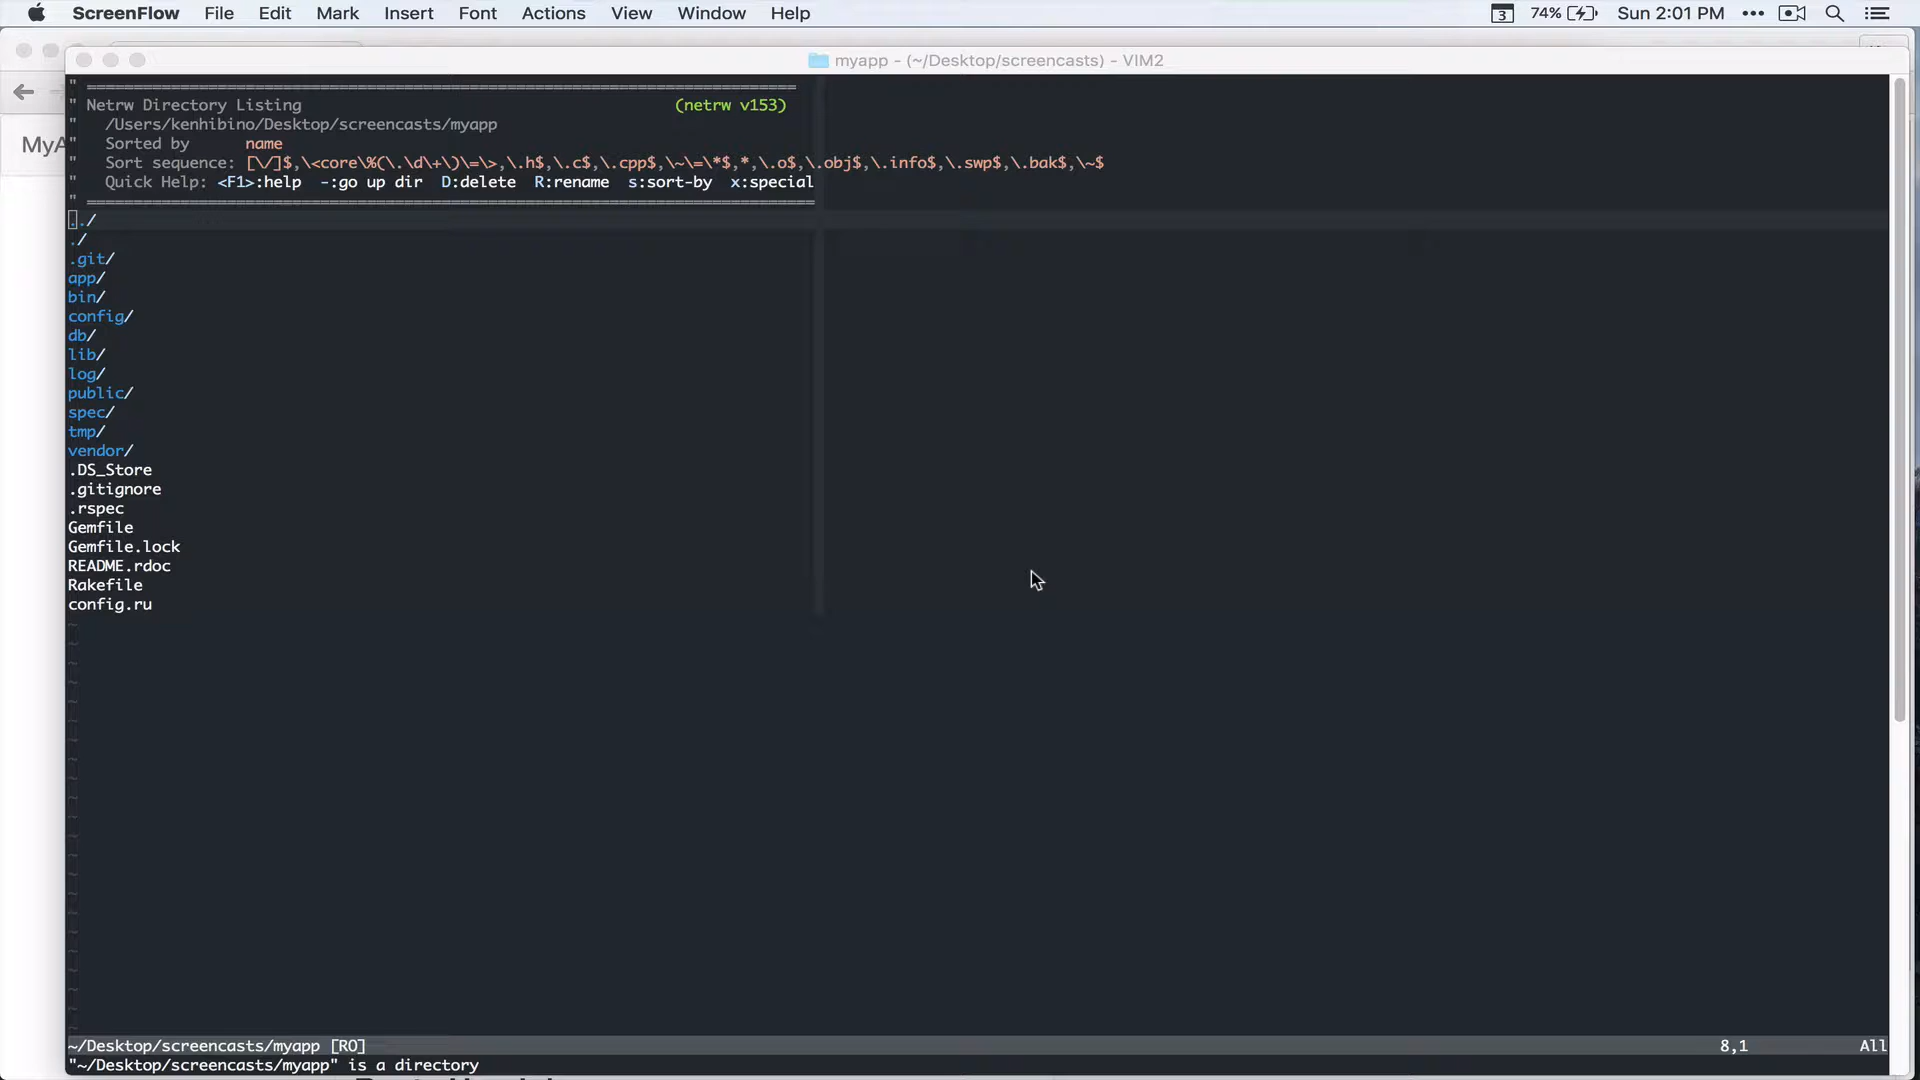 ScreenFlow File Edit Mark Insert Font Actions View Window Help 3 74% Sun 2:01 PM
myapp - (~/Desktop/screencasts) - VIM2
MyA
" ============================================================================
" Netrw Directory Listing (netrw v153)
" /Users/kenhibino/Desktop/screencasts/myapp
" Sorted by name
" Sort sequence: [\/]$,\<core\%(\.\d\+\)\=\>,\.h$,\.c$,\.cpp$,\~\=\*$,*,\.o$,\.obj$,\.info$,\.swp$,\.bak$,\~$
" Quick Help: <F1>:help -:go up dir D:delete R:rename s:sort-by x:special
" ==============================================================================
../
./
.git/
app/
bin/
config/
db/
lib/
log/
public/
spec/
tmp/
vendor/
.DS_Store
.gitignore
.rspec
Gemfile
Gemfile.lock
README.rdoc
Rakefile
config.ru
~/Desktop/screencasts/myapp [RO] 8,1 All
"~/Desktop/screencasts/myapp" is a directory